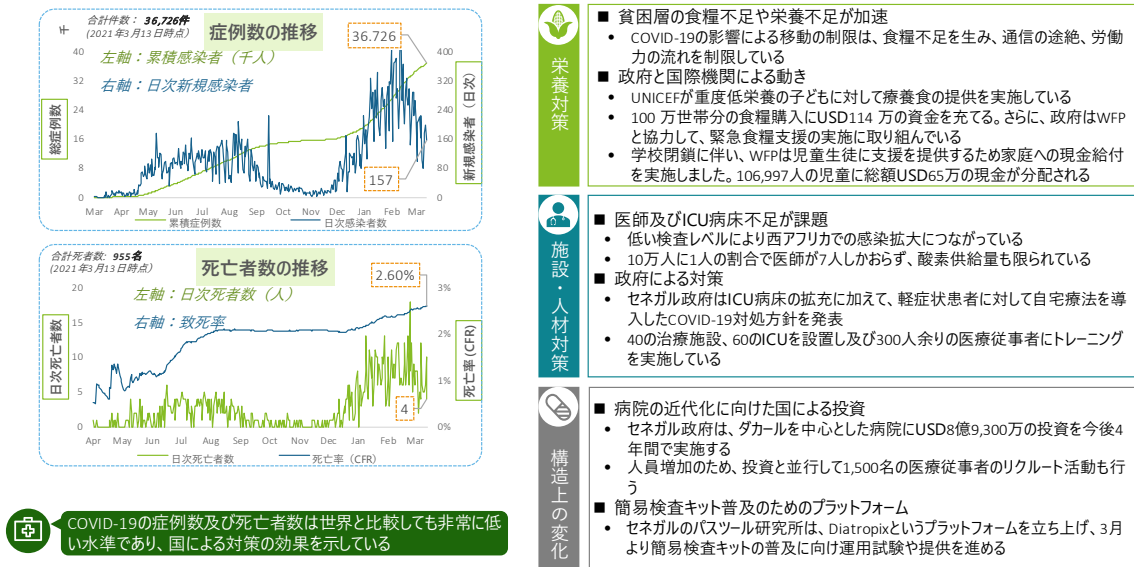 合計件数： 36,726件
(2021年3月13日時点)
千
症例数の推移
36.726
左軸：累積感染者（千人）
右軸：日次新規感染者
40
32
24
16
8
0
400
320
240
160
80
0
総症例数
新規感染者（日次）
157
Mar Apr May Jun Jul Aug Sep Oct Nov Dec Jan Feb Mar
累積症例数 日次感染者数
合計死者数: 955名
(2021年3月13日時点)
死亡者数の推移
2.60%
左軸：日次死者数（人）
右軸：致死率
20
15
10
5
0
3%
2%
1%
0%
日次死亡者数
死亡率(CFR)
4
Apr May Jun Jul Aug Sep Oct Nov Dec Jan Feb Mar
日次死亡者数 死亡率（CFR）
COVID-19の症例数及び死亡者数は世界と比較しても非常に低
い水準であり、国による対策の効果を示している
栄養対策
■ 貧困層の食糧不足や栄養不足が加速
• COVID-19の影響による移動の制限は、食糧不足を生み、通信の途絶、労働
力の流れを制限している
■ 政府と国際機関による動き
• UNICEFが重度低栄養の子どもに対して療養食の提供を実施している
• 100 万世帯分の食糧購入にUSD114 万の資金を充てる。さらに、政府はWFP
と協力して、緊急食糧支援の実施に取り組んでいる
• 学校閉鎖に伴い、WFPは児童生徒に支援を提供するため家庭への現金給付
を実施しました。106,997人の児童に総額USD65万の現金が分配される
施設・人材対策
■ 医師及びICU病床不足が課題
• 低い検査レベルにより西アフリカでの感染拡大につながっている
• 10万人に1人の割合で医師が7人しかおらず、酸素供給量も限られている
■ 政府による対策
• セネガル政府はICU病床の拡充に加えて、軽症状患者に対して自宅療法を導
入したCOVID-19対処方針を発表
• 40の治療施設、60のICUを設置し及び300人余りの医療従事者にトレーニング
を実施している
構造上の変化
■ 病院の近代化に向けた国による投資
• セネガル政府は、ダカールを中心とした病院にUSD8億9,300万の投資を今後4
年間で実施する
• 人員増加のため、投資と並行して1,500名の医療従事者のリクルート活動も行
う
■ 簡易検査キット普及のためのプラットフォーム
• セネガルのパスツール研究所は、Diatropixというプラットフォームを立ち上げ、3月
より簡易検査キットの普及に向け運用試験や提供を進める